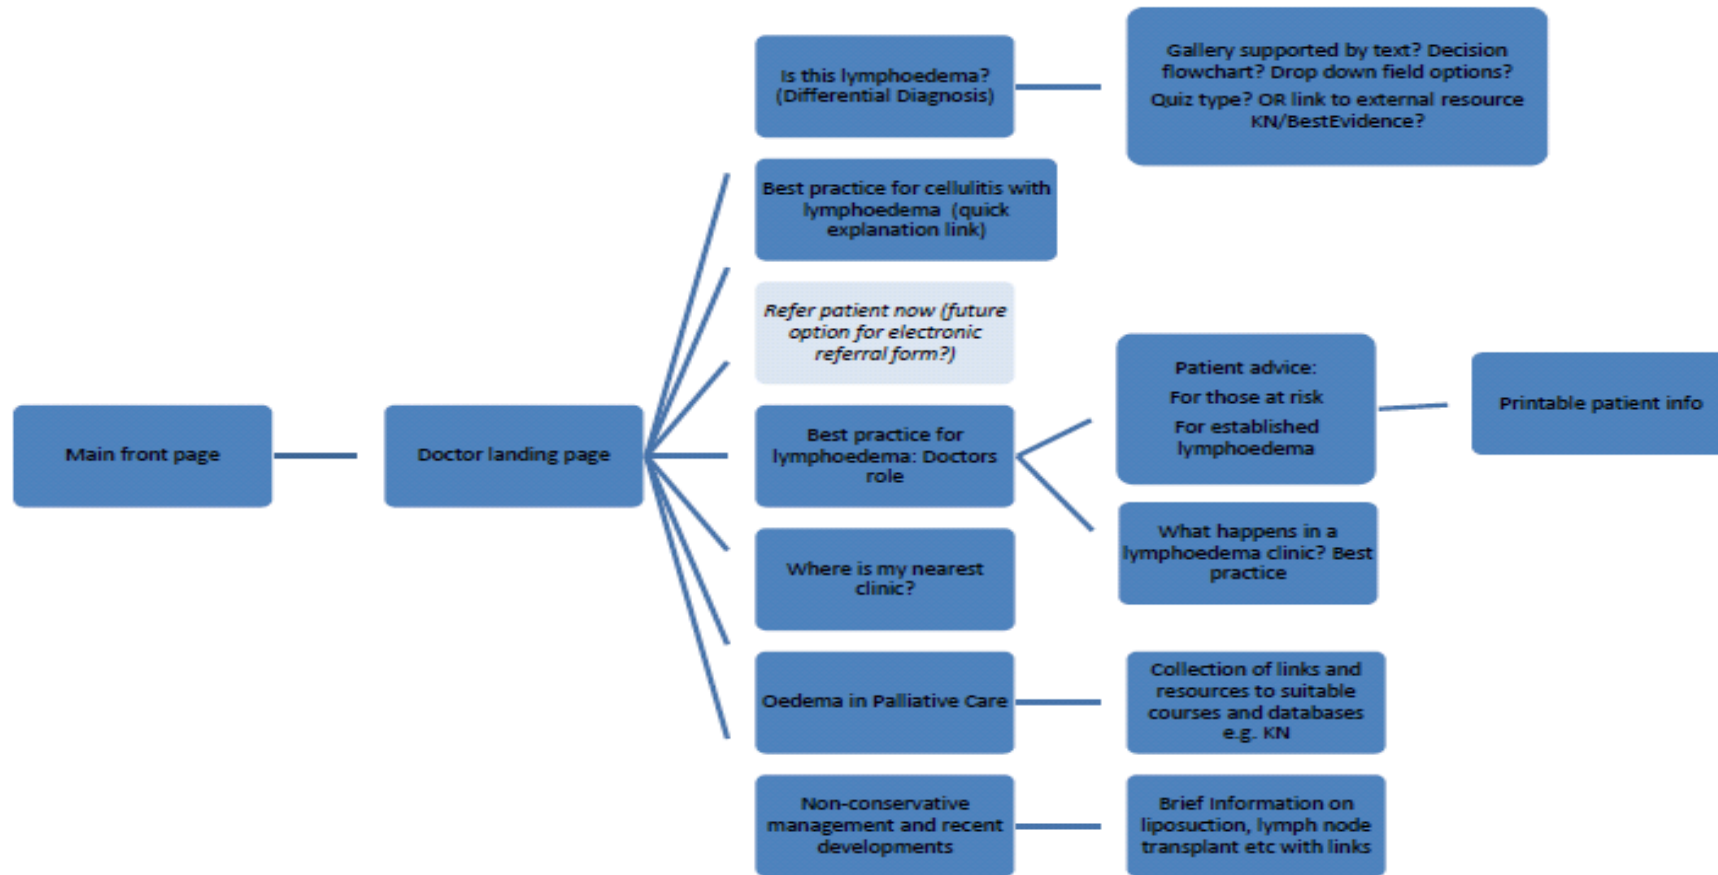 Is this lymphoedema?
(Differential Diagnosis)
Gallery supported by text? Decision
flowchart? Drop down field options?
Quiz type? OR link to external resource
KN/BestEvidence?
Best practice for cellulitis with
lymphoedema (quick
explanation link)
Refer patient now (future
option for electronic
referral form?)
Main front page
Doctor landing page
Best practice for
lymphoedema: Doctors
role
Patient advice:
For those at risk
For established
lymphoedema
Printable patient info
What happens in a
lymphoedema clinic? Best
practice
Where is my nearest
clinic?
Oedema in Palliative Care
Collection of links and
resources to suitable
courses and databases
e.g. KN
Non-conservative
management and recent
developments
Brief Information on
liposuction, lymph node
transplant etc with links